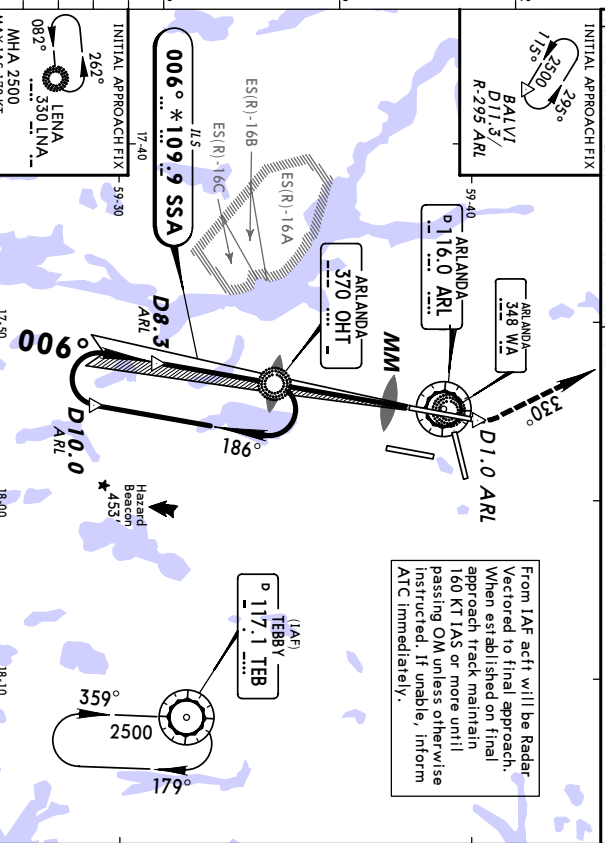 INITIAL APPROACH FIX
295°
2500
115°
BALVI
D11.3/
R-295 ARL
INITIAL APPROACH FIX
262°
082°
LENA
330 LNA
MHA 2500
59-40
59-30
17-40
17-50
18-00
18-10
ILS
006° *109.9 SSA
ES(R)-16A
ES(R)-16B
ES(R)-16C
ARLANDA
348 WA
ARLANDA
D 116.0 ARL
ARLANDA
370 OHT
MM
330°
D1.0 ARL
D8.3
ARL
006°
D10.0
ARL
186°
Hazard
Beacon
453'
(IAF)
TEBBY
D 117.1 TEB
359°
2500
179°
From IAF acft will be Radar
Vectored to final approach.
When established on final
approach track maintain
160 KT IAS or more until
passing OM unless otherwise
instructed. If unable, inform
ATC immediately.